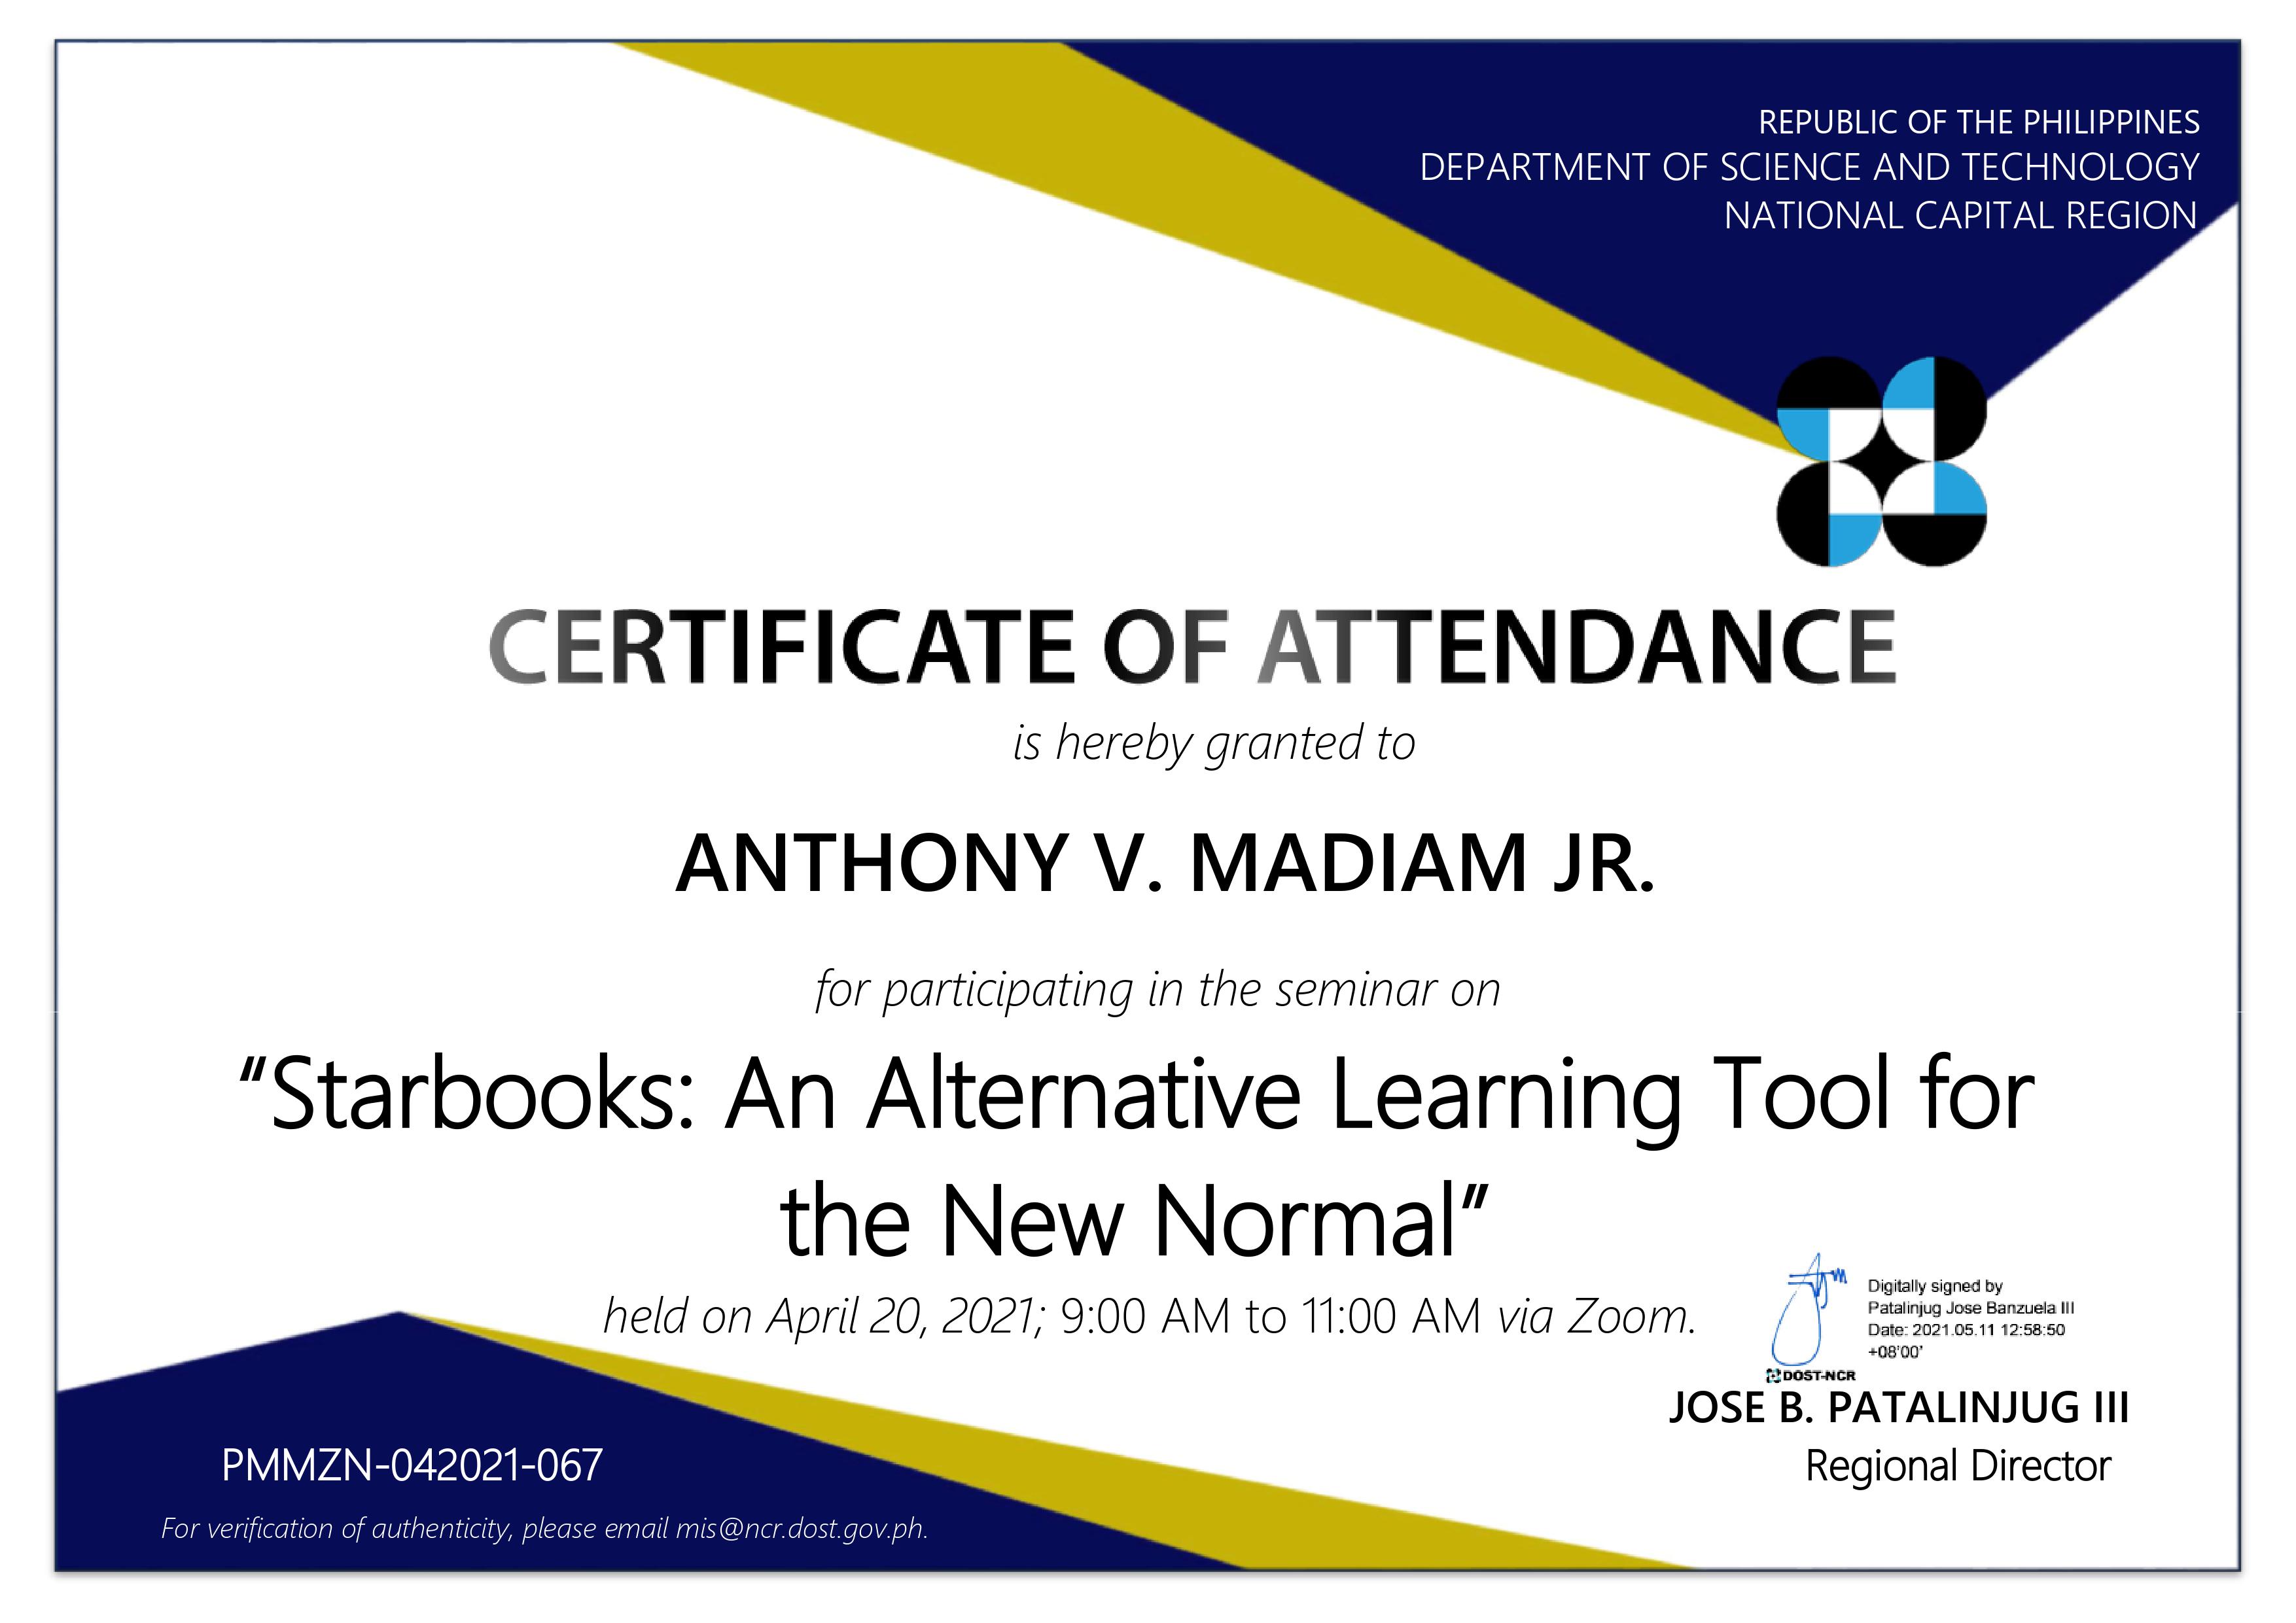 REPUBLIC OF THE PHILIPPINES
DEPARTMENT OF SCIENCE AND TECHNOLOGY
NATIONAL CAPITAL REGION
CERTIFICATE OF ATTENDANCE
is hereby granted to
ANTHONY V. MADIAM JR.
for participating in the seminar on
“Starbooks: An Alternative Learning Tool for
the New Normal”
held on April 20, 2021; 9:00 AM to 11:00 AM via Zoom.
Digitally signed by
Patalinjug Jose Banzuela III
Date: 2021.05.11 12:58:50
+08'00'
DOST-NCR
JOSE B. PATALINJUG III
Regional Director
PMMZN-042021-067
For verification of authenticity, please email mis@ncr.dost.gov.ph.